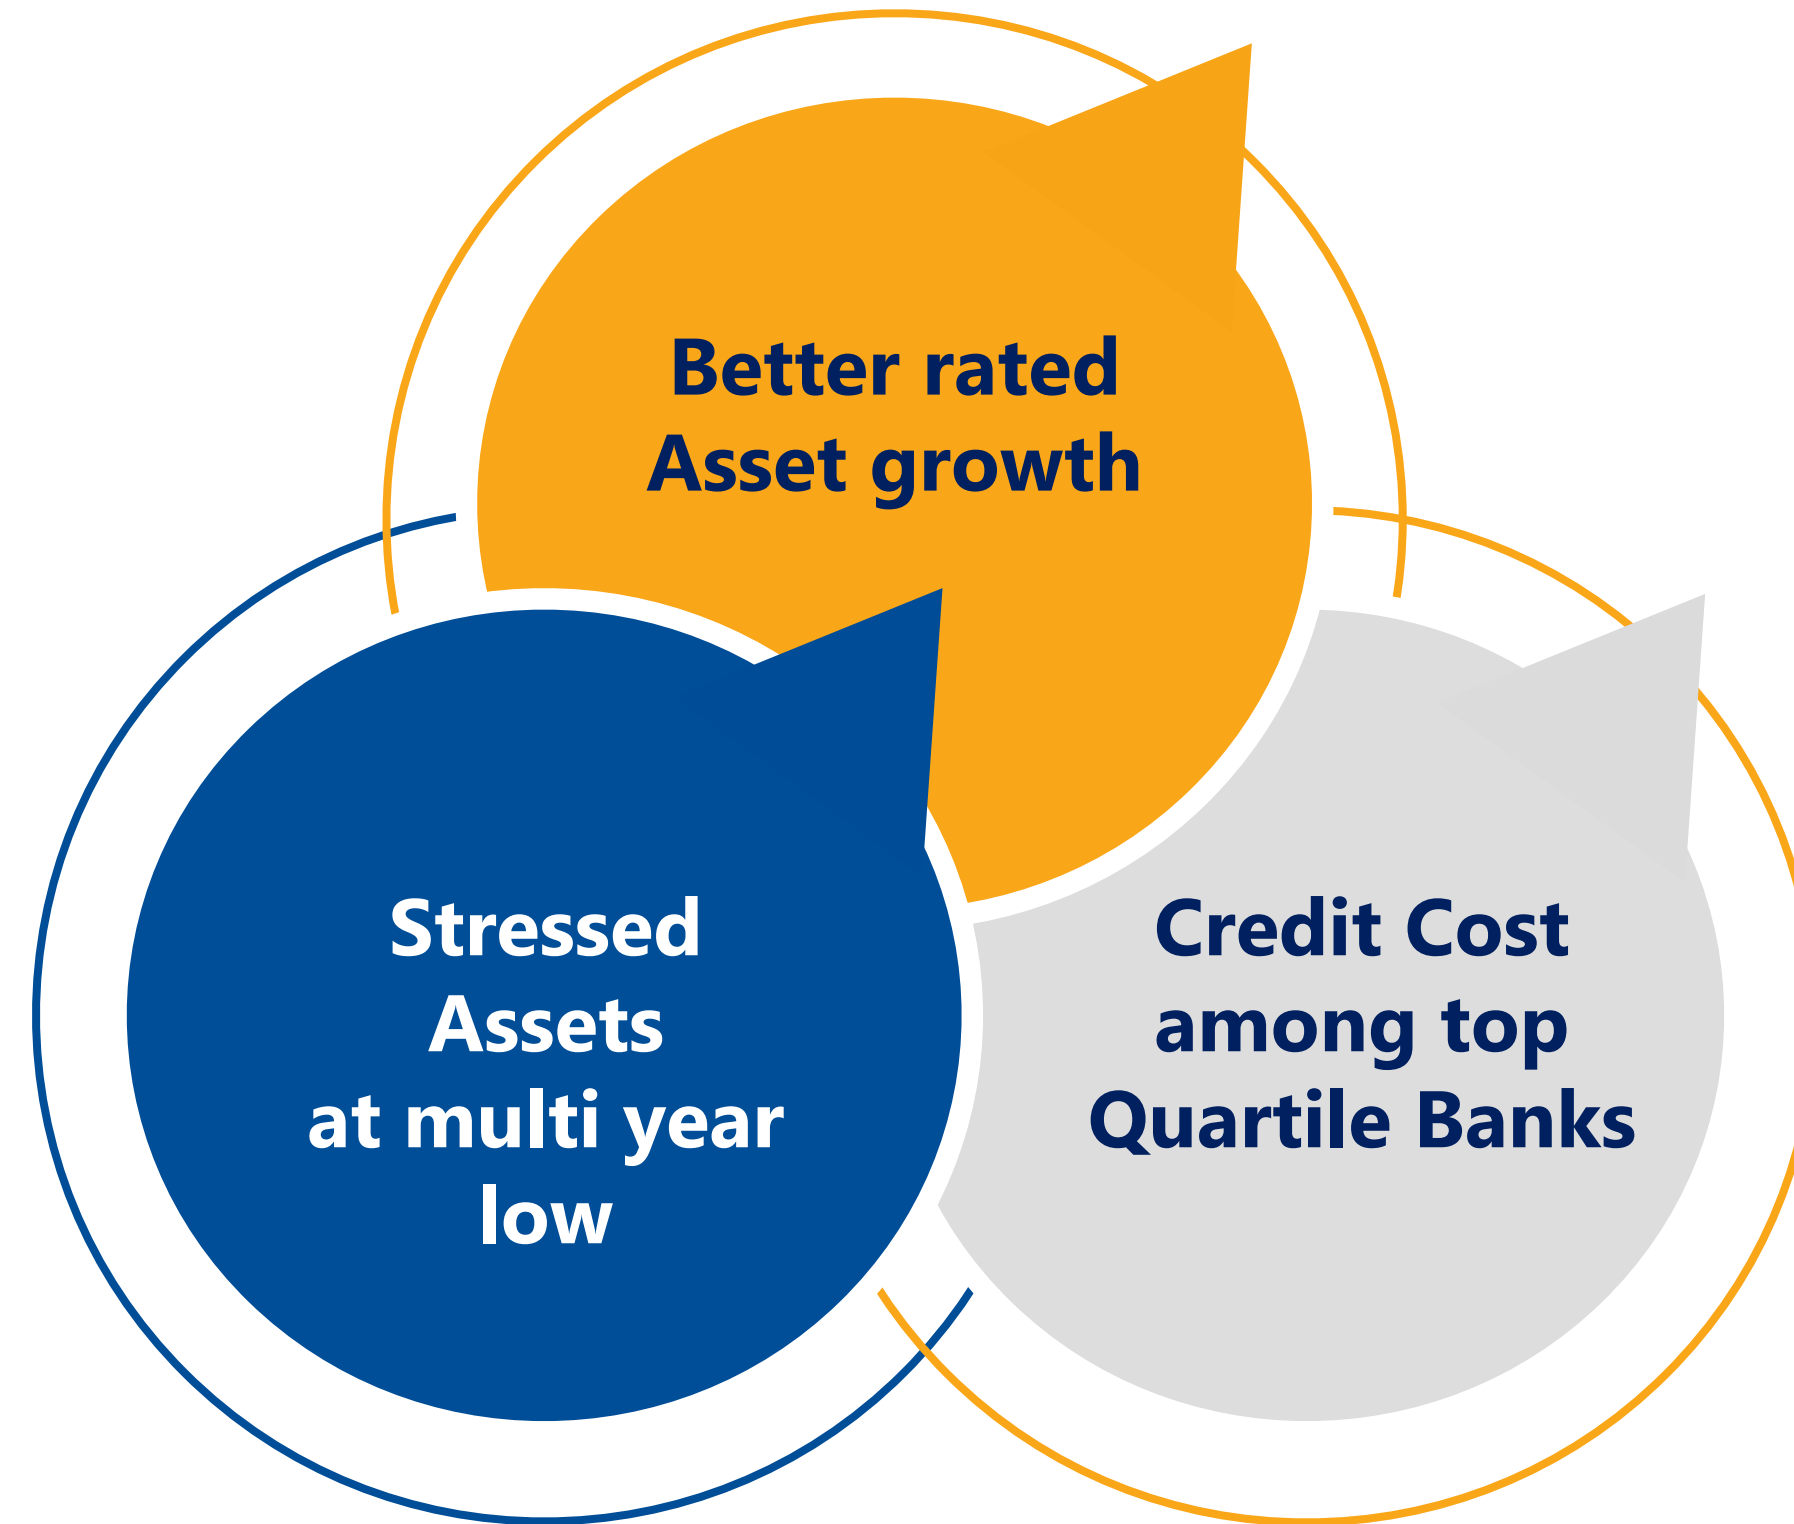 Better rated
Asset growth
Stressed
Assets
at multi year
low
Credit Cost
among top
Quartile Banks